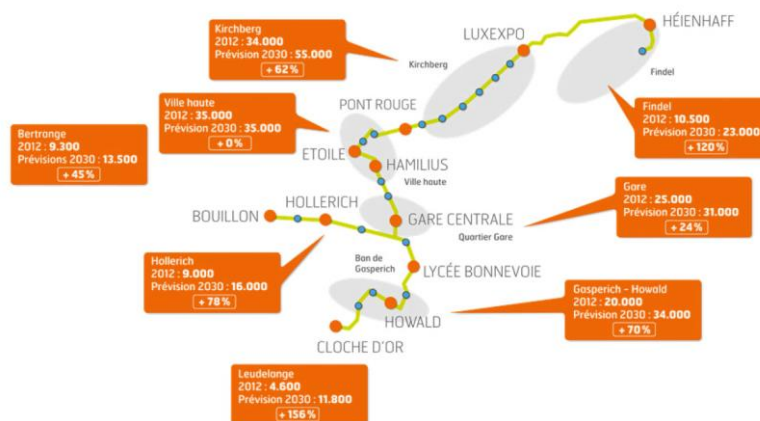 Kirchberg
2012 : 34.000
Prévision 2030 : 55.000
+ 62%
LUXEXPO
HÉIENHAFF
Kirchberg
Findel
Ville haute
2012 : 35.000
Prévision 2030 : 35.000
+ 0%
PONT ROUGE
Findel
2012 : 10.500
Prévision 2030 : 23.000
+ 120%
Bertrange
2012 : 9.300
Prévisions 2030 : 13.500
+ 45%
ETOILE
HAMILIUS
Ville haute
Gare
2012 : 25.000
Prévision 2030 : 31.000
+ 24%
HOLLERICH
BOUILLON
GARE CENTRALE
Quartier Gare
Hollerich
2012 : 9.000
Prévision 2030 : 16.000
+ 78%
Ban de
Gasperich
LYCÉE BONNEVOIE
Gasperich - Howald
2012 : 20.000
Prévision 2030 : 34.000
+ 70%
HOWALD
CLOCHE D'OR
Leudelange
2012 : 4.600
Prévision 2030 : 11.800
+ 156%